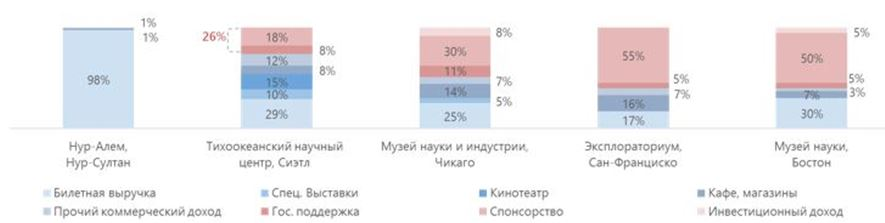 1%
1%
98%
26%
18%
8%
12%
8%
15%
10%
29%
8%
30%
11%
7%
14%
5%
25%
55%
5%
7%
16%
17%
5%
50%
5%
7%
3%
30%
Нур-Алем,
Нур-Султан
Тихоокеанский научный
центр, Сиэтл
Музей науки и индустрии,
Чикаго
Эксплораториум,
Сан-Франциско
Музей науки,
Бостон
Билетная выручка
Спец. Выставки
Кинотеатр
Кафе, магазины
Прочий коммерческий доход
Гос. поддержка
Спонсорство
Инвестиционный доход